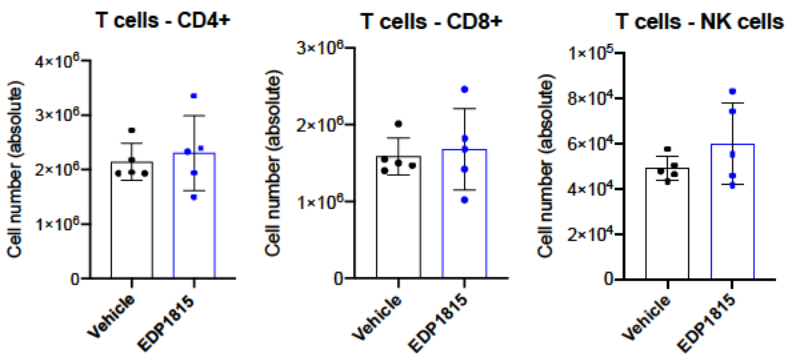 T cells - CD4+
Cell number (absolute)
4×10⁶
3×10⁶
2×10⁶
1×10⁶
0
Vehicle
EDP1815
T cells - CD8+
Cell number (absolute)
3×10⁶
2×10⁶
1×10⁶
0
Vehicle
EDP1815
T cells - NK cells
Cell number (absolute)
1×10⁵
8×10⁴
6×10⁴
4×10⁴
2×10⁴
0
Vehicle
EDP1815